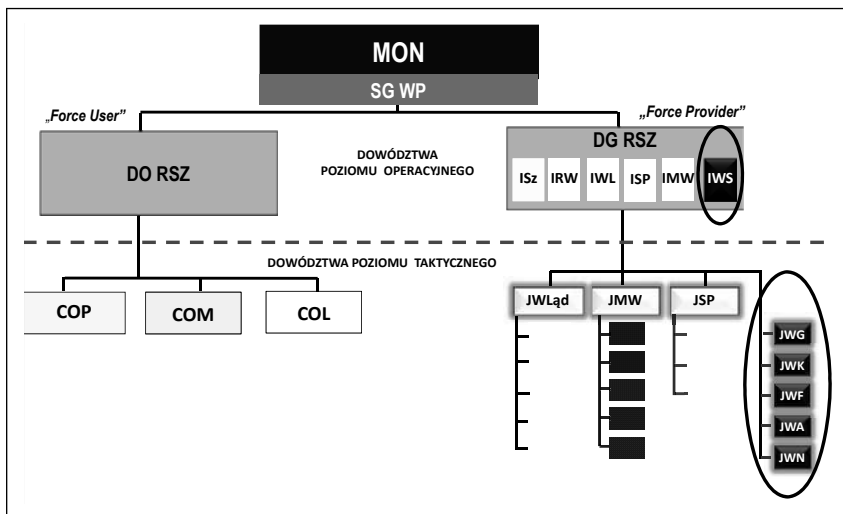 MON
SG WP
„Force User”
„Force Provider”
DO RSZ
DOWÓDZTWA
POZIOMU OPERACYJNEGO
DG RSZ
ISz IRW IWL ISP IMW IWS
DOWÓDZTWA POZIOMU TAKTYCZNEGO
COP COM COL
JWLąd JMW JSP
JWG
JWK
JWF
JWA
JWN